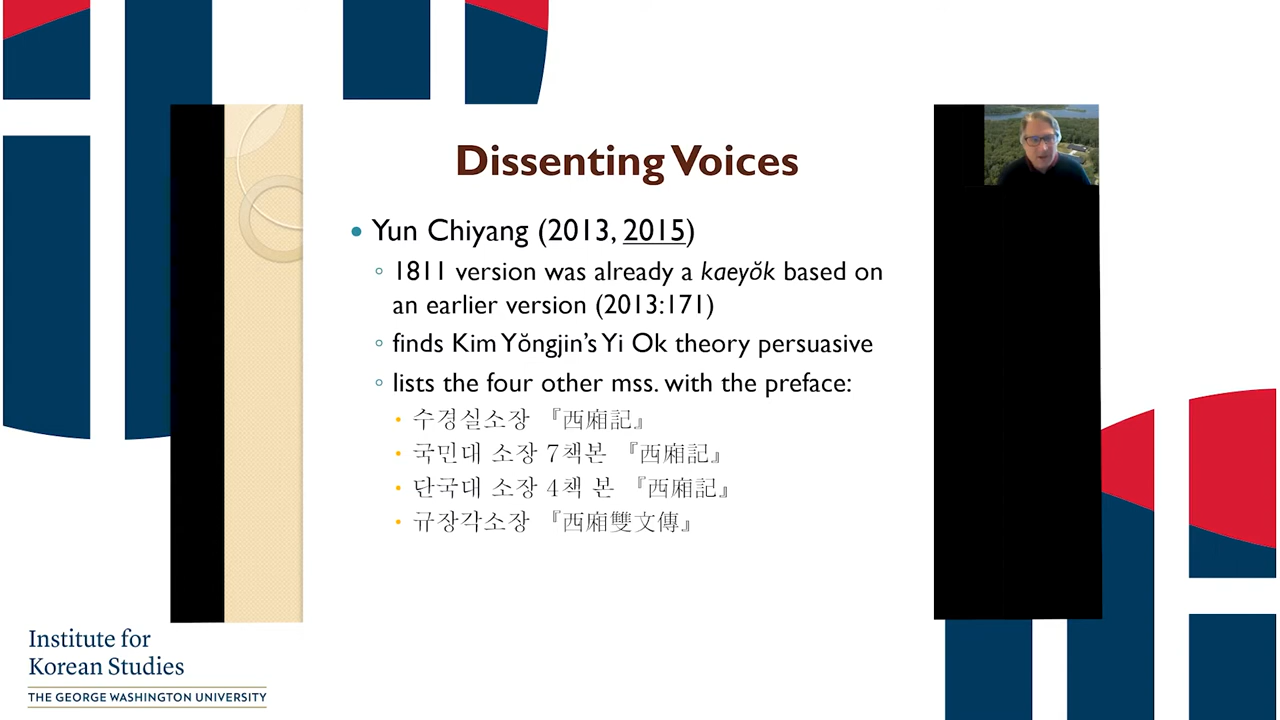 Dissenting Voices
• Yun Chiyang (2013, 2015)
◦ 1811 version was already a kaeyŏk based on
an earlier version (2013:171)
◦ finds Kim Yŏngjin's Yi Ok theory persuasive
◦ lists the four other mss. with the preface:
• 수경실소장 『西廂記』
• 국민대 소장 7책본 『西廂記』
• 단국대 소장 4책 본 『西廂記』
• 규장각소장 『西廂雙文傳』
Institute for
Korean Studies
THE GEORGE WASHINGTON UNIVERSITY